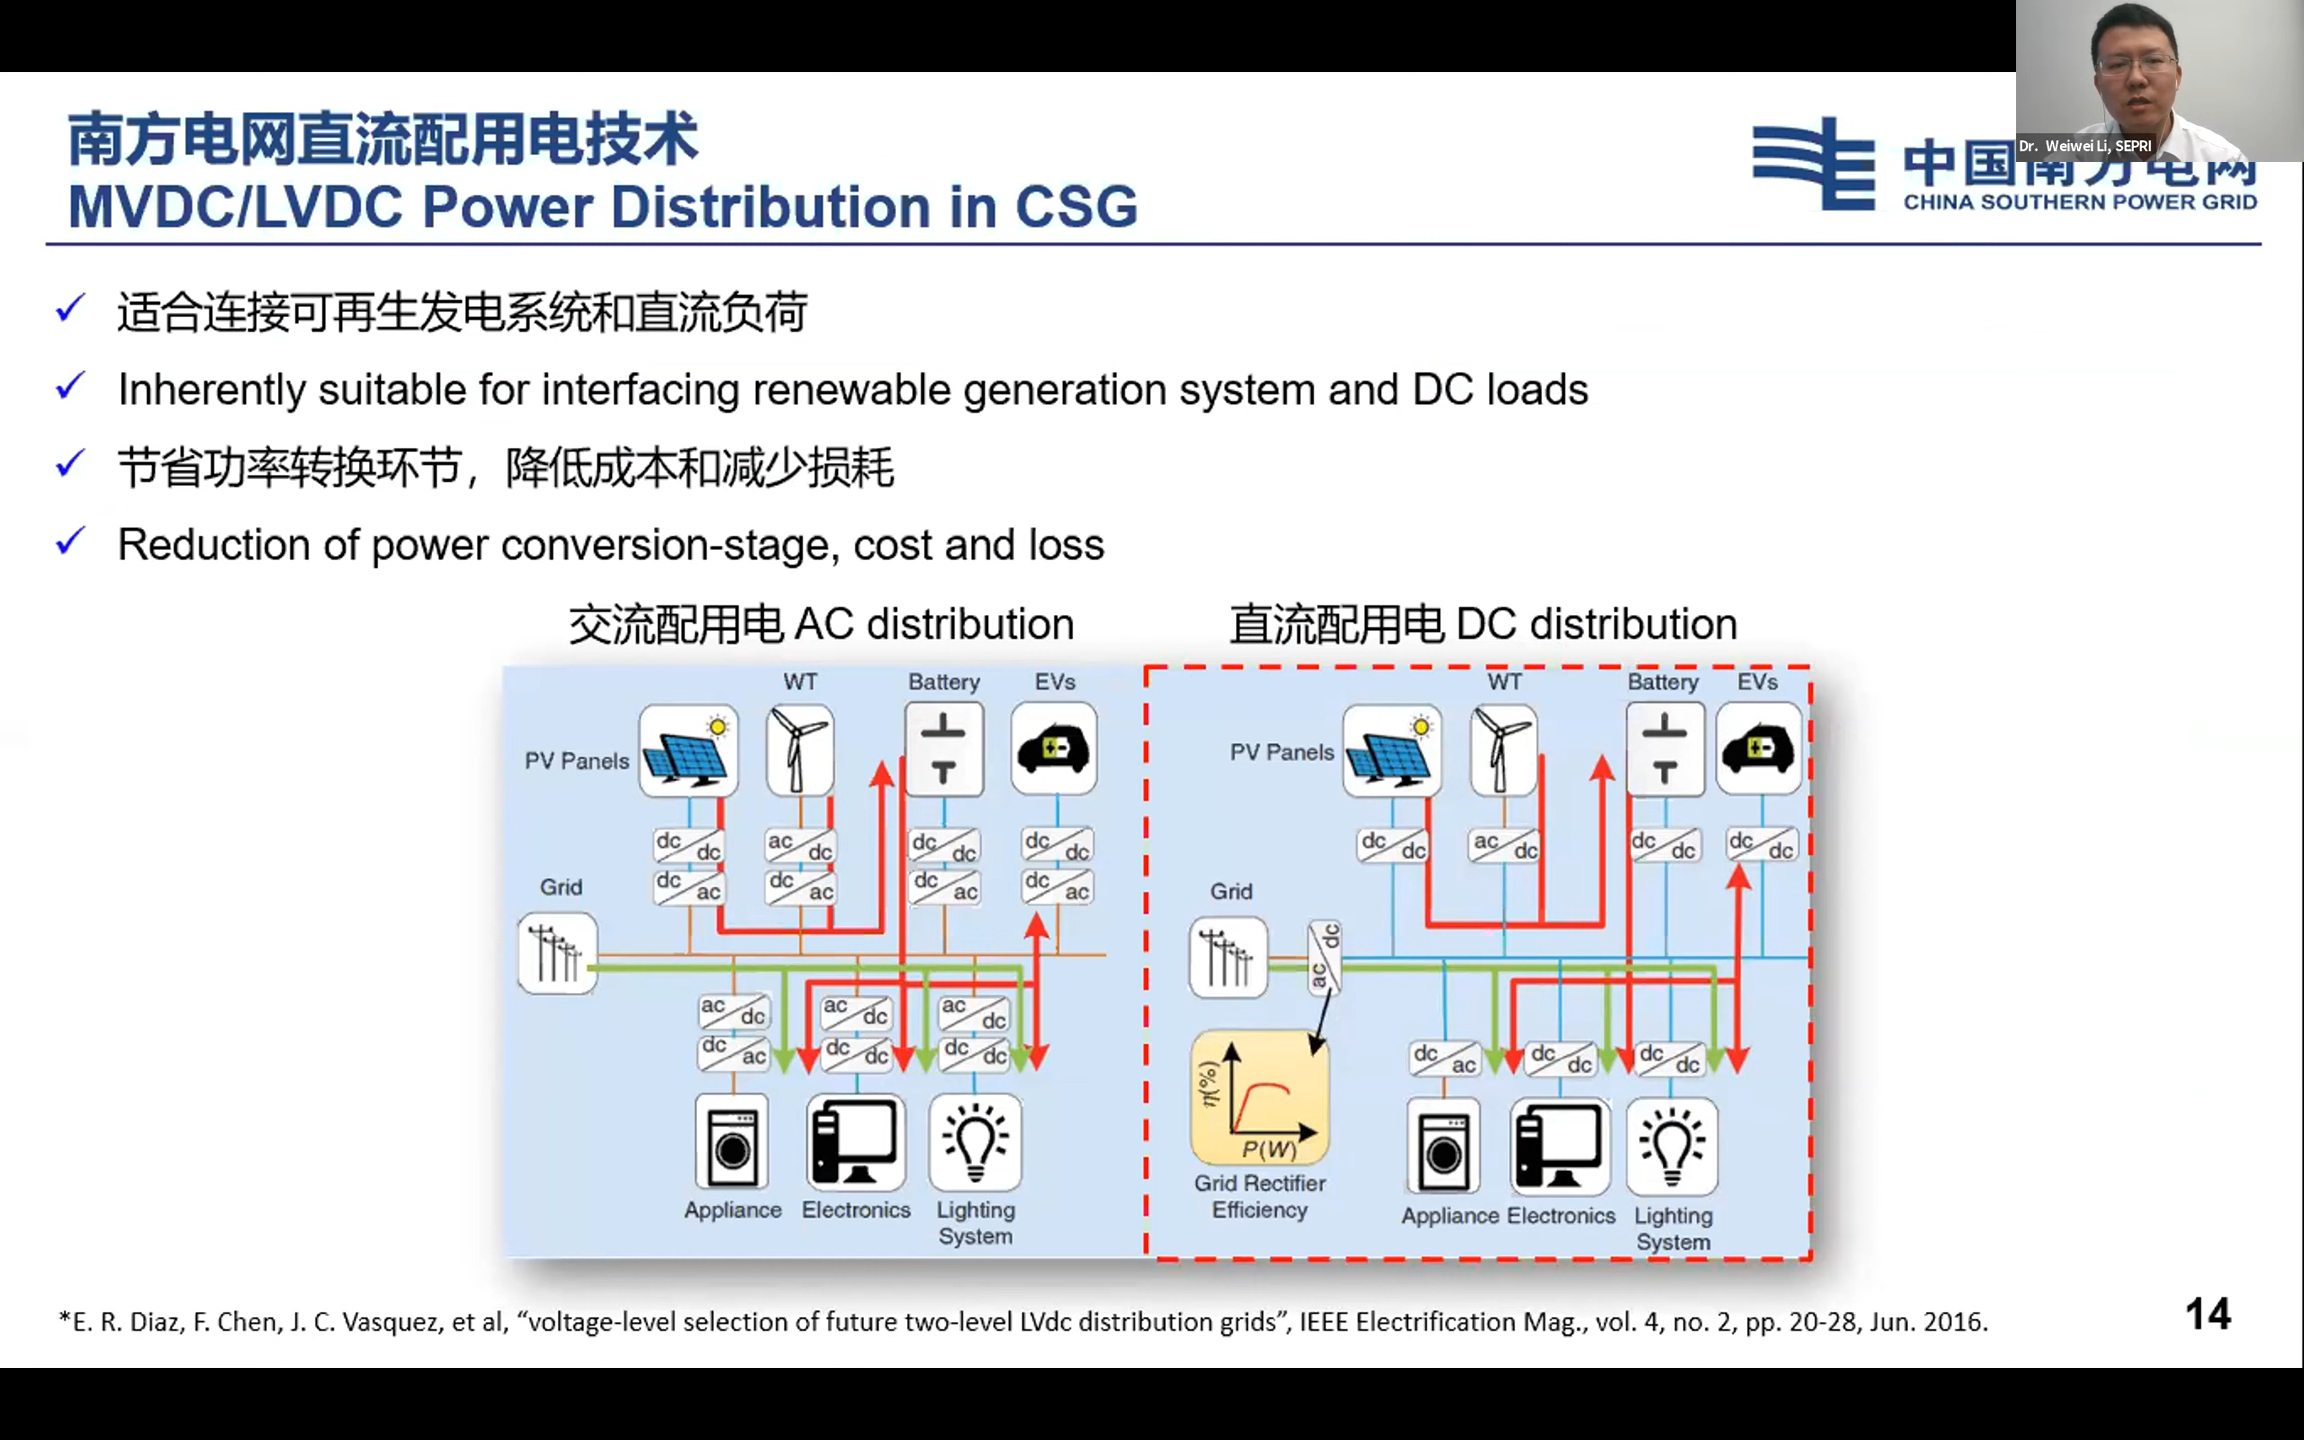 Dr. Weiwei Li, SEPRI
南方电网直流配用电技术
MVDC/LVDC Power Distribution in CSG
中国南方电网
CHINA SOUTHERN POWER GRID
适合连接可再生发电系统和直流负荷
Inherently suitable for interfacing renewable generation system and DC loads
节省功率转换环节，降低成本和减少损耗
Reduction of power conversion-stage, cost and loss
交流配用电 AC distribution
WT
Battery
EVs
PV Panels
dc dc
ac dc
dc dc
dc dc
dc ac
dc ac
dc ac
dc ac
Grid
ac dc
ac dc
ac dc
dc ac
dc dc
dc dc
Appliance
Electronics
Lighting
System
直流配用电 DC distribution
WT
Battery
EVs
PV Panels
dc dc
ac dc
dc dc
dc dc
Grid
ac dc
dc ac
dc dc
dc dc
η(%)
P(W)
Grid Rectifier
Efficiency
Appliance
Electronics
Lighting
System
*E. R. Diaz, F. Chen, J. C. Vasquez, et al, “voltage-level selection of future two-level LVdc distribution grids”, IEEE Electrification Mag., vol. 4, no. 2, pp. 20-28, Jun. 2016.
14